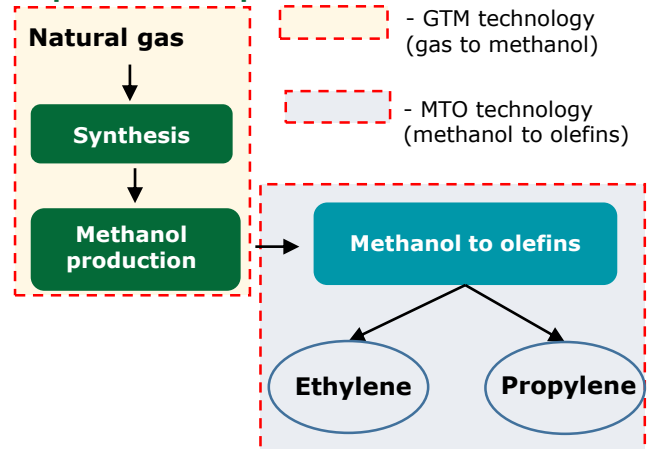 Natural gas
Synthesis
Methanol
production
- GTM technology
(gas to methanol)
- MTO technology
(methanol to olefins)
Methanol to olefins
Ethylene
Propylene